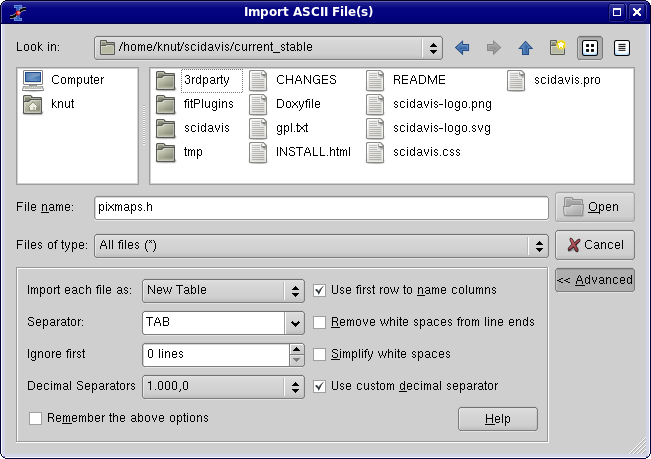 Import ASCII File(s)
Look in: /home/knut/scidavis/current_stable
Computer
knut
3rdparty CHANGES README scidavis.pro
fitPlugins Doxyfile scidavis-logo.png
scidavis gpl.txt scidavis-logo.svg
tmp INSTALL.html scidavis.css
File name: pixmaps.h Open
Files of type: All files (*) Cancel
<< Advanced
Import each file as: New Table Use first row to name columns
Separator: TAB Remove white spaces from line ends
Ignore first 0 lines Simplify white spaces
Decimal Separators 1.000,0 Use custom decimal separator
Remember the above options Help